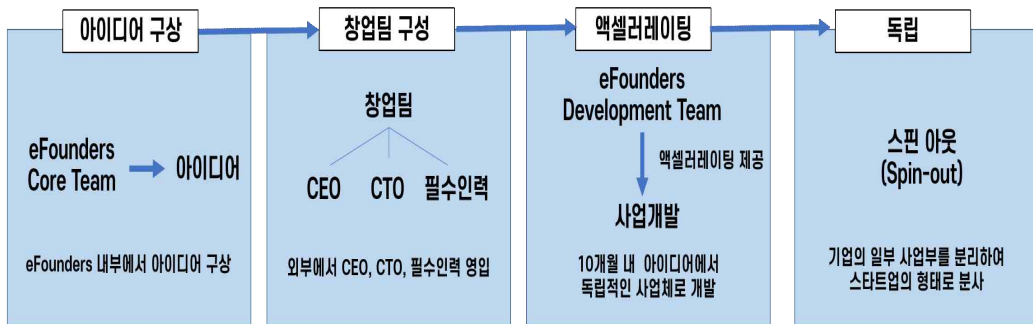 아이디어 구상
eFounders
Core Team
아이디어
eFounders 내부에서 아이디어 구상
창업팀 구성
창업팀
CEO
CTO
필수인력
외부에서 CEO, CTO, 필수인력 영입
액셀러레이팅
eFounders
Development Team
액셀러레이팅 제공
사업개발
10개월 내 아이디어에서
독립적인 사업체로 개발
독립
스핀 아웃
(Spin-out)
기업의 일부 사업부를 분리하여
스타트업의 형태로 분사